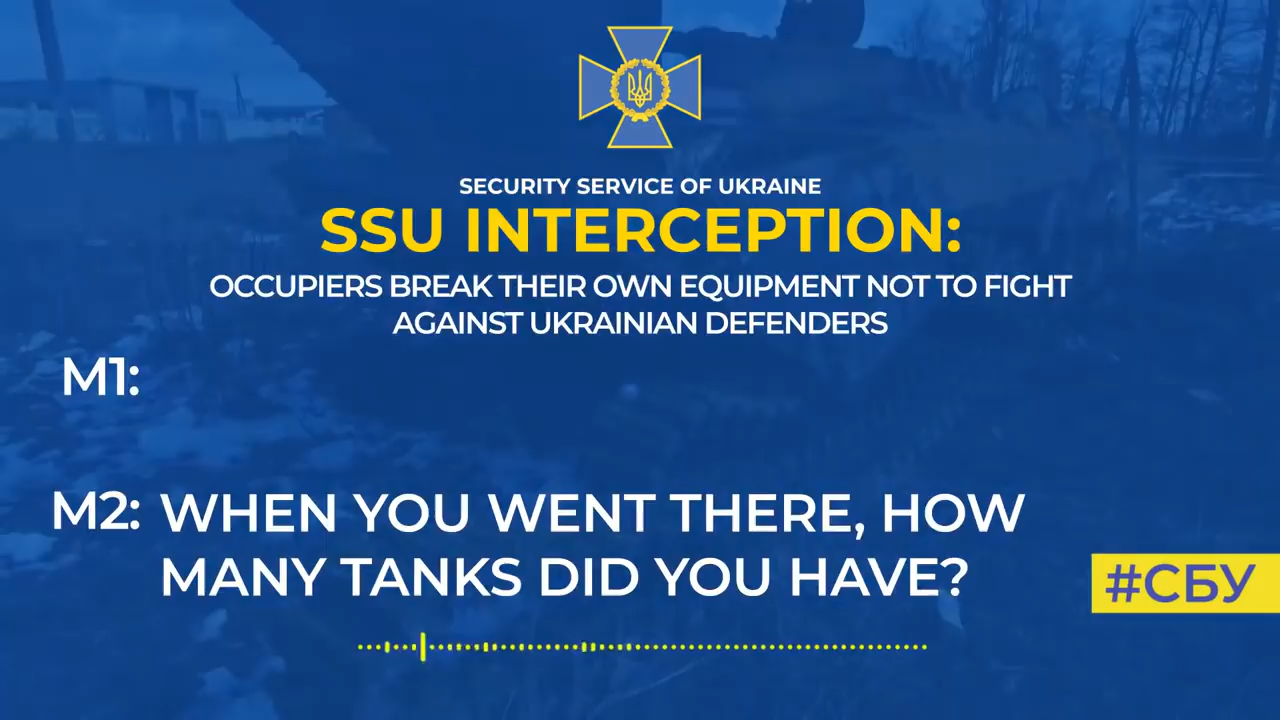 SECURITY SERVICE OF UKRAINE
SSU INTERCEPTION:
OCCUPIERS BREAK THEIR OWN EQUIPMENT NOT TO FIGHT
AGAINST UKRAINIAN DEFENDERS
M1:
M2: WHEN YOU WENT THERE, HOW
MANY TANKS DID YOU HAVE?
#СБУ